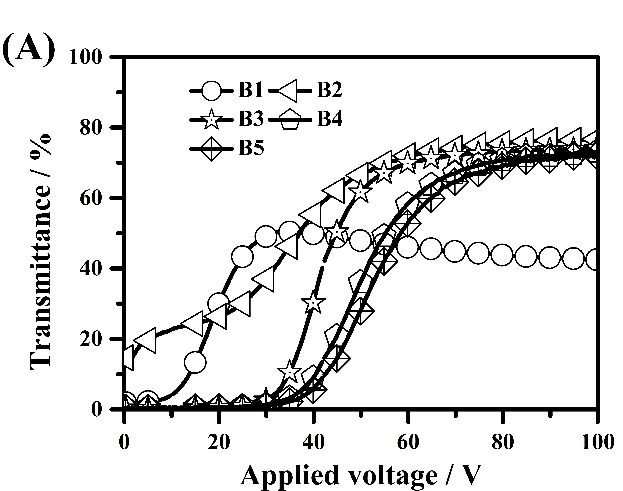 (A)
100
80
60
40
20
0
Transmittance / %
B1 B2
B3 B4
B5
0 20 40 60 80 100
Applied voltage / V